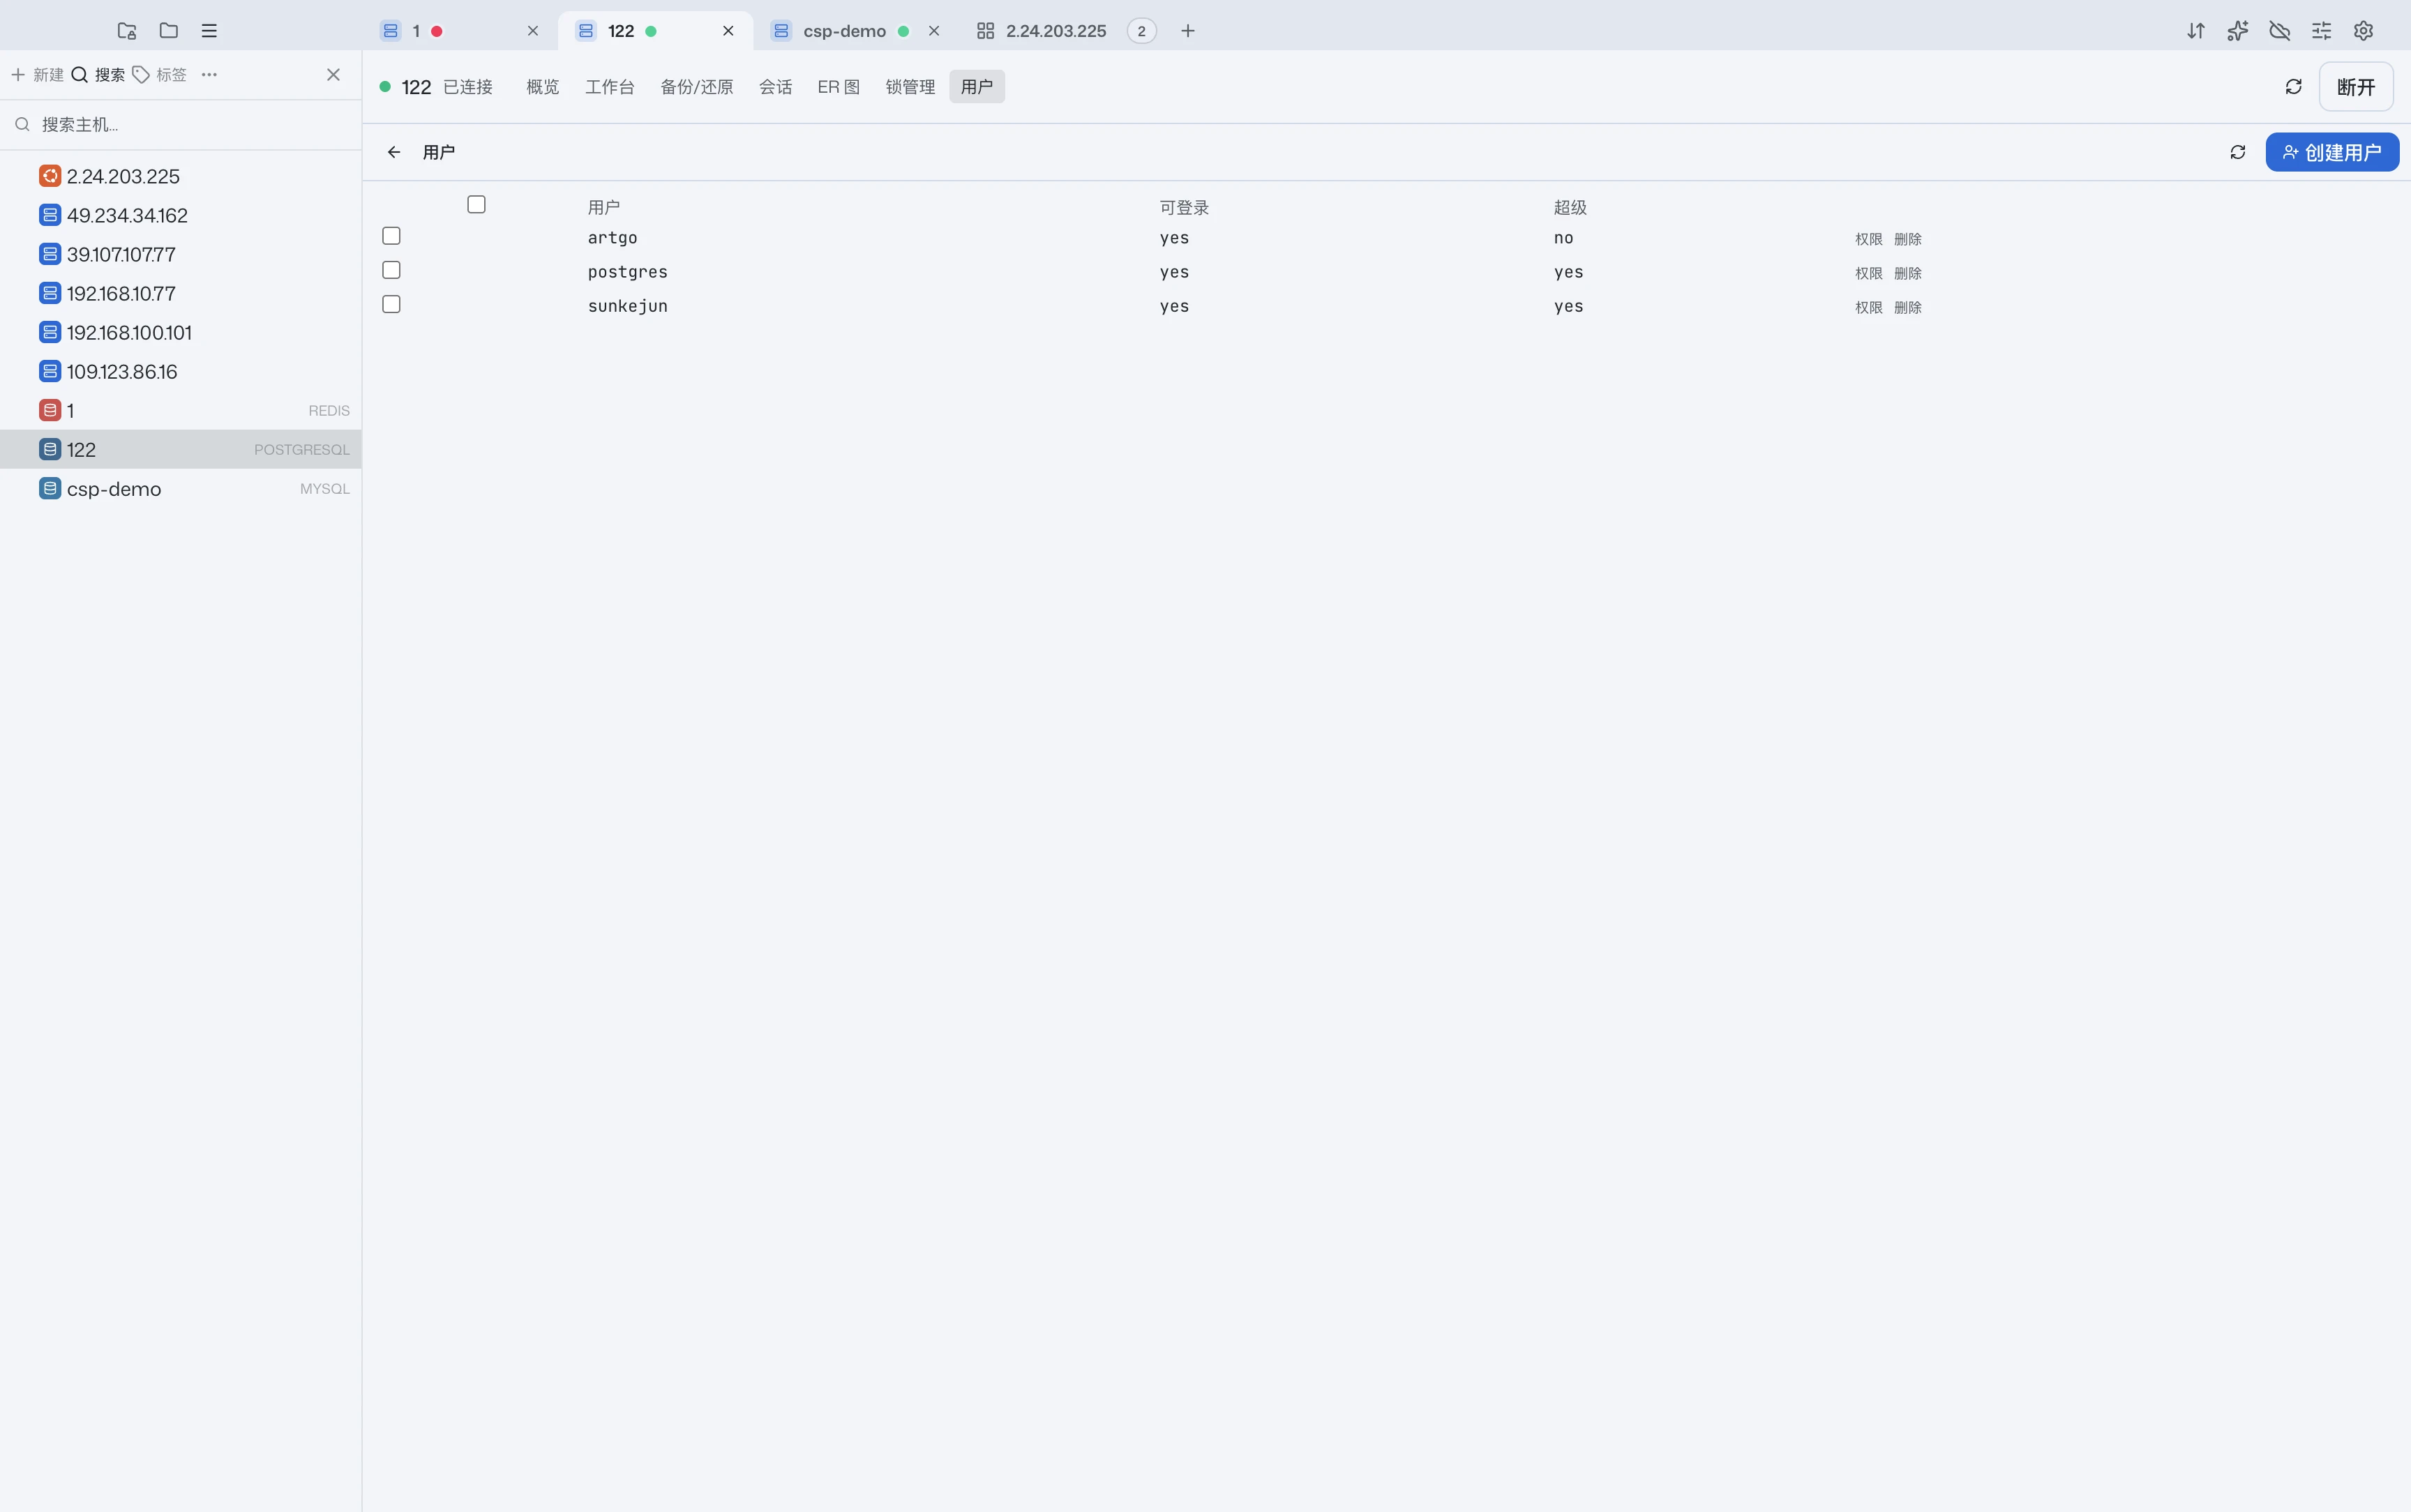 1
122
csp-demo
2.24.203.225
2
新建
搜索
标签
搜索主机...
2.24.203.225
49.234.34.162
39.107.107.77
192.168.10.77
192.168.100.101
109.123.86.16
1 REDIS
122 POSTGRESQL
csp-demo MYSQL
122 已连接 概览 工作台 备份/还原 会话 ER 图 锁管理 用户 断开
用户 创建用户
用户 可登录 超级
artgo yes no 权限 删除
postgres yes yes 权限 删除
sunkejun yes yes 权限 删除